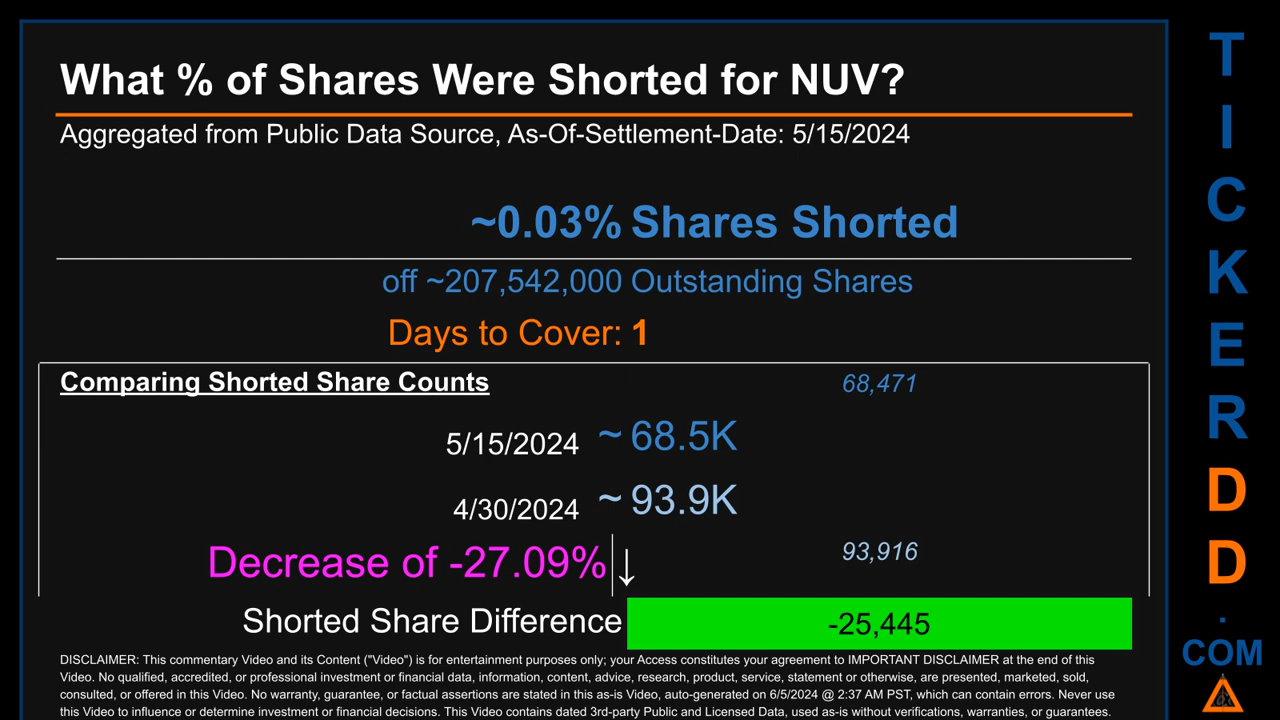 What % of Shares Were Shorted for NUV?
Aggregated from Public Data Source, As-Of-Settlement-Date: 5/15/2024
~0.03% Shares Shorted
off ~207,542,000 Outstanding Shares
Days to Cover: 1
Comparing Shorted Share Counts
68,471
5/15/2024 ~ 68.5K
4/30/2024 ~ 93.9K
Decrease of -27.09% ↓
93,916
Shorted Share Difference -25,445
DISCLAIMER: This commentary Video and its Content ("Video") is for entertainment purposes only; your Access constitutes your agreement to IMPORTANT DISCLAIMER at the end of this
Video. No qualified, accredited, or professional investment or financial data, information, content, advice, research, product, service, statement or otherwise, are presented, marketed, sold,
consulted, or offered in this Video. No warranty, guarantee, or factual assertions are stated in this as-is Video, auto-generated on 6/5/2024 @ 2:37 AM PST, which can contain errors. Never use
this Video to influence or determine investment or financial decisions. This Video contains dated 3rd-party Public and Licensed Data, used as-is without verifications, warranties, or guarantees.
T
I
C
K
E
R
D
D
.
COM